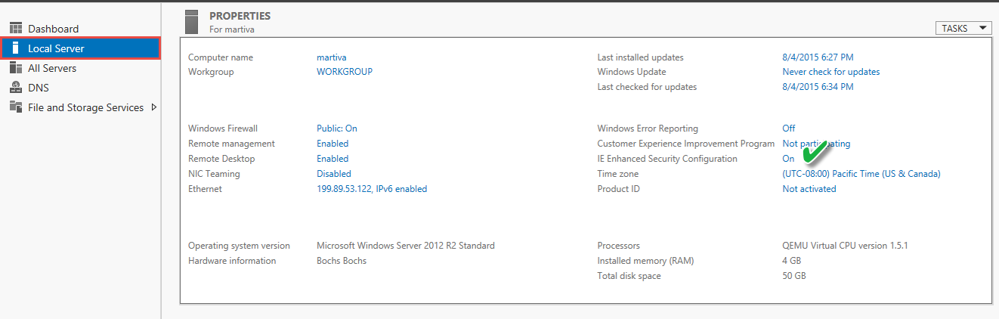 PROPERTIES
For martiva
TASKS
Dashboard
Local Server
All Servers
DNS
File and Storage Services
Computer name martiva
Workgroup WORKGROUP
Last installed updates 8/4/2015 6:27 PM
Windows Update Never check for updates
Last checked for updates 8/4/2015 6:34 PM
Windows Firewall Public: On
Remote management Enabled
Remote Desktop Enabled
NIC Teaming Disabled
Ethernet 199.89.53.122, IPv6 enabled
Windows Error Reporting Off
Customer Experience Improvement Program Not participating
IE Enhanced Security Configuration On
Time zone (UTC-08:00) Pacific Time (US & Canada)
Product ID Not activated
Operating system version Microsoft Windows Server 2012 R2 Standard
Hardware information Bochs Bochs
Processors QEMU Virtual CPU version 1.5.1
Installed memory (RAM) 4 GB
Total disk space 50 GB